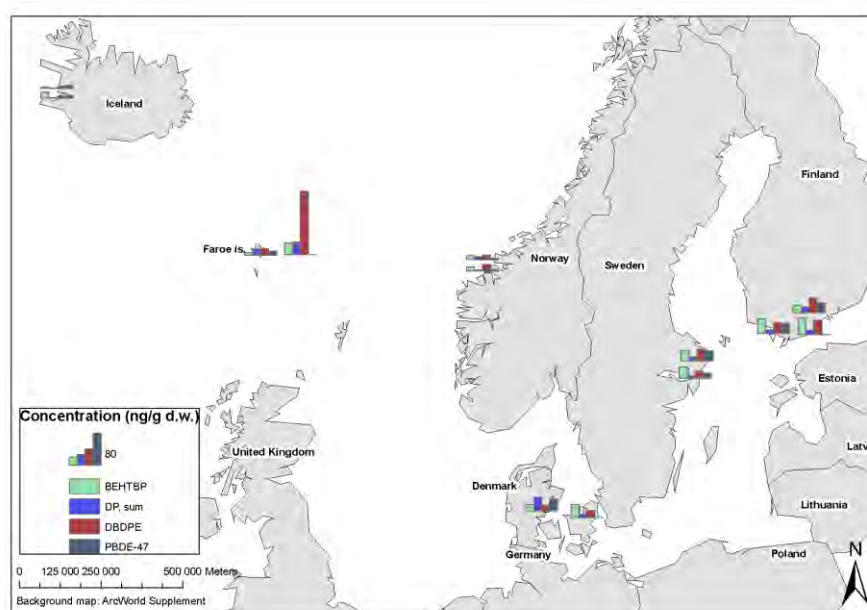 Iceland
Finland
Faroe is.
Norway
Sweden
Estonia
Concentration (ng/g d.w.)
80
BEHTBP
DP, sum
DBDPE
PBDE-47
United Kingdom
Latv
Denmark
Lithuania
Germany
Poland
N
0 125 000 250 000 500 000 Meters
Background map: ArcWorld Supplement